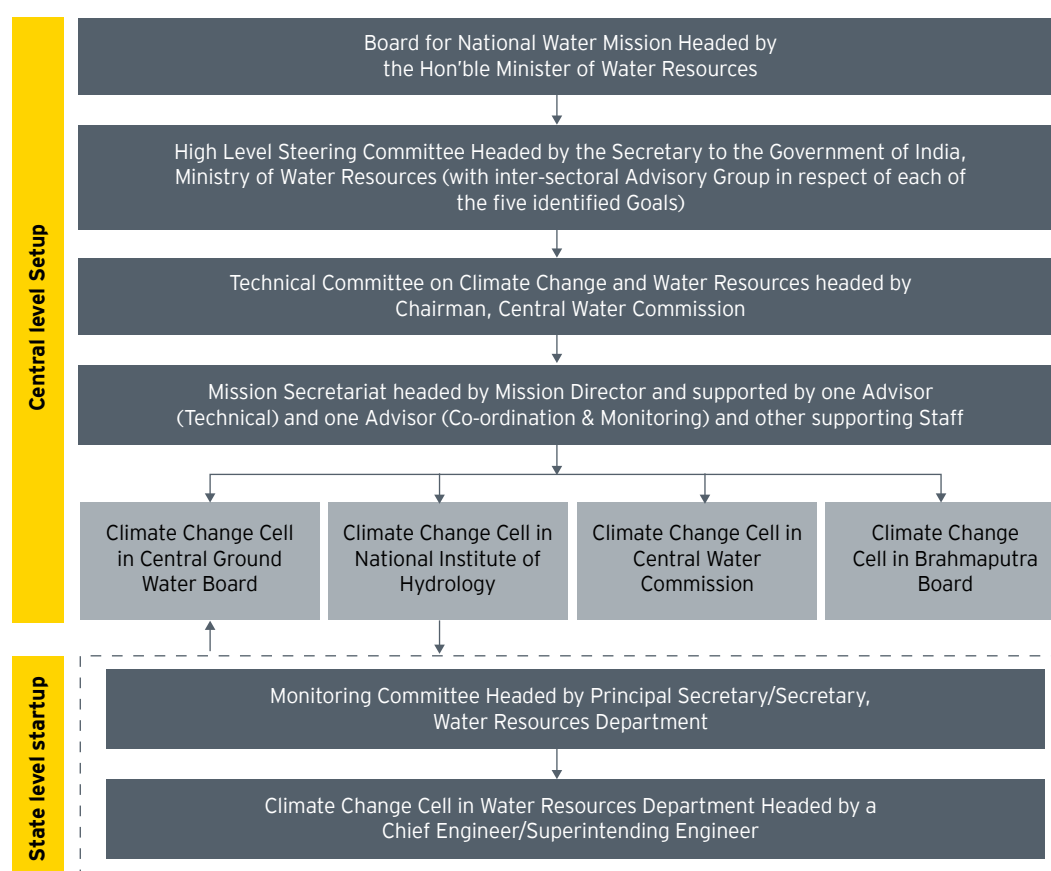 Central level Setup
Board for National Water Mission Headed by
the Hon'ble Minister of Water Resources
High Level Steering Committee Headed by the Secretary to the Government of India,
Ministry of Water Resources (with inter-sectoral Advisory Group in respect of each of
the five identified Goals)
Technical Committee on Climate Change and Water Resources headed by
Chairman, Central Water Commission
Mission Secretariat headed by Mission Director and supported by one Advisor
(Technical) and one Advisor (Co-ordination & Monitoring) and other supporting Staff
Climate Change Cell
in Central Ground
Water Board
Climate Change Cell in
National Institute of
Hydrology
Climate Change Cell in
Central Water
Commission
Climate Change
Cell in Brahmaputra
Board
State level startup
Monitoring Committee Headed by Principal Secretary/Secretary,
Water Resources Department
Climate Change Cell in Water Resources Department Headed by a
Chief Engineer/Superintending Engineer